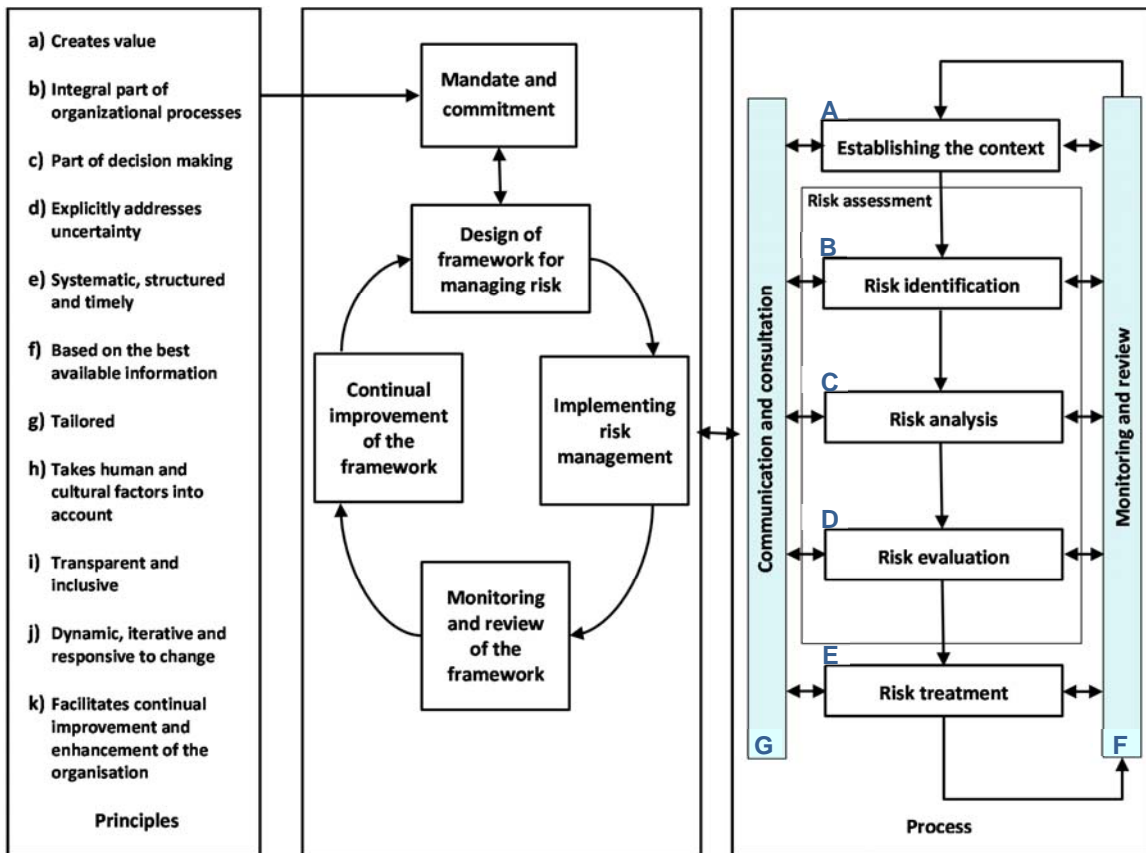 a) Creates value
b) Integral part of
organizational processes
c) Part of decision making
d) Explicitly addresses
uncertainty
e) Systematic, structured
and timely
f) Based on the best
available information
g) Tailored
h) Takes human and
cultural factors into
account
i) Transparent and
inclusive
j) Dynamic, iterative and
responsive to change
k) Facilitates continual
improvement and
enhancement of the
organisation
Principles
Mandate and
commitment
Design of
framework for
managing risk
Continual
improvement
of the
framework
Implementing
risk
management
Monitoring
and review
of the
framework
Communication and consultation
G
A
Establishing the context
Risk assessment
B
Risk identification
C
Risk analysis
D
Risk evaluation
E
Risk treatment
Monitoring and review
F
Process